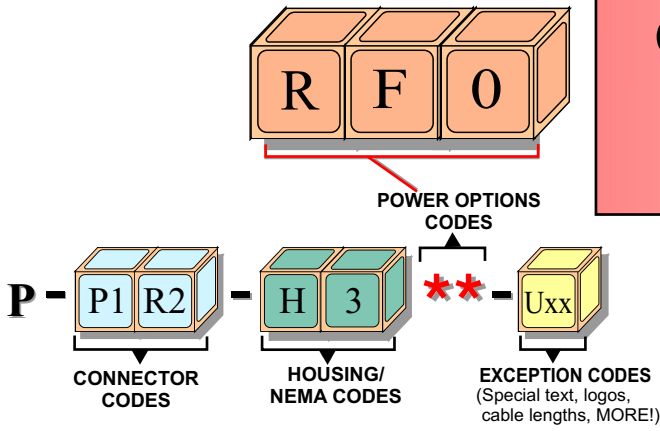 R F 0
POWER OPTIONS
CODES
P - P1 R2 - H 3 ** - Uxx
CONNECTOR
CODES
HOUSING/
NEMA CODES
EXCEPTION CODES
(Special text, logos,
cable lengths, MORE!)